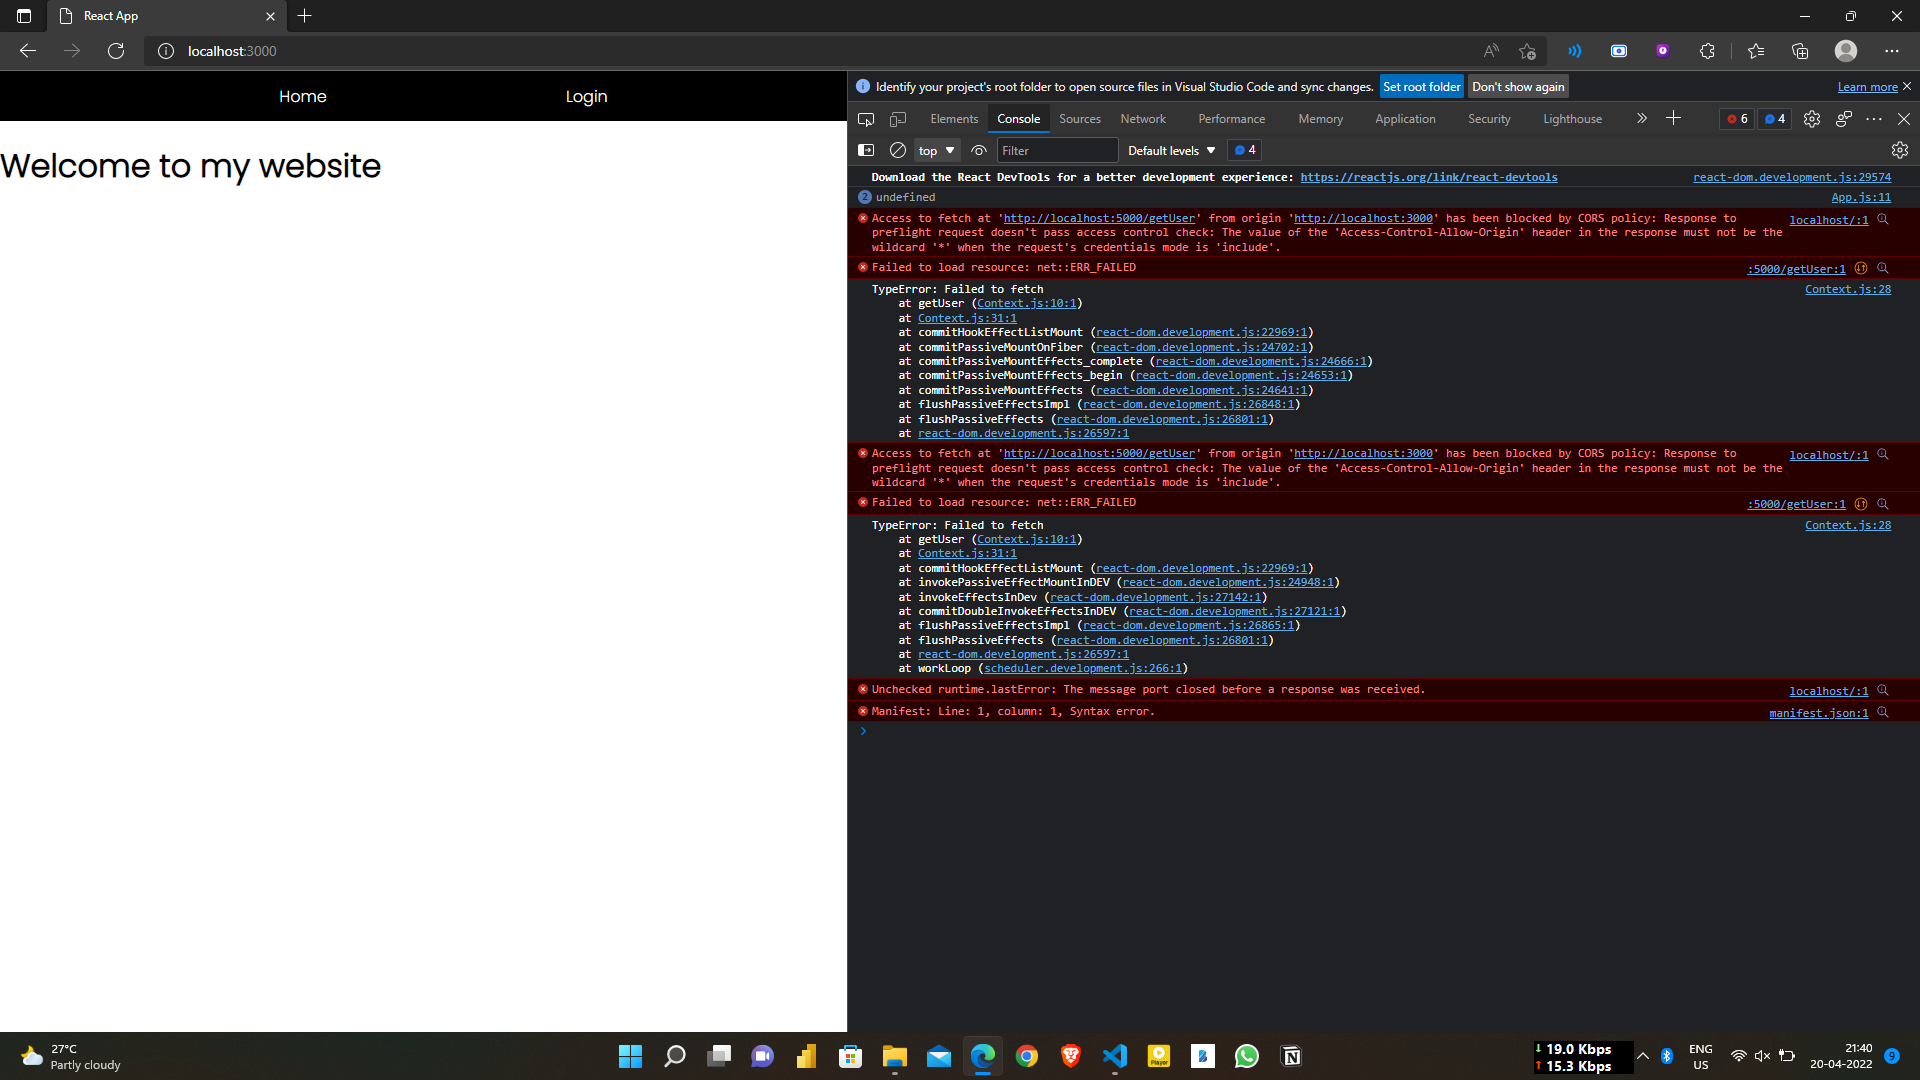 React App
localhost:3000
Home
Login
Welcome to my website
Identify your project's root folder to open source files in Visual Studio Code and sync changes. Set root folder Don't show again Learn more
Elements Console Sources Network Performance Memory Application Security Lighthouse 6 4
top Filter Default levels 4
Download the React DevTools for a better development experience: https://reactjs.org/link/react-devtools react-dom.development.js:29574
2 undefined App.js:11
Access to fetch at 'http://localhost:5000/getUser' from origin 'http://localhost:3000' has been blocked by CORS policy: Response to localhost/:1
preflight request doesn't pass access control check: The value of the 'Access-Control-Allow-Origin' header in the response must not be the
wildcard '*' when the request's credentials mode is 'include'.
Failed to load resource: net::ERR_FAILED :5000/getUser:1
TypeError: Failed to fetch Context.js:28
at getUser (Context.js:10:1)
at Context.js:31:1
at commitHookEffectListMount (react-dom.development.js:22969:1)
at commitPassiveMountOnFiber (react-dom.development.js:24702:1)
at commitPassiveMountEffects_complete (react-dom.development.js:24666:1)
at commitPassiveMountEffects_begin (react-dom.development.js:24653:1)
at commitPassiveMountEffects (react-dom.development.js:24641:1)
at flushPassiveEffectsImpl (react-dom.development.js:26848:1)
at flushPassiveEffects (react-dom.development.js:26801:1)
at react-dom.development.js:26597:1
Access to fetch at 'http://localhost:5000/getUser' from origin 'http://localhost:3000' has been blocked by CORS policy: Response to localhost/:1
preflight request doesn't pass access control check: The value of the 'Access-Control-Allow-Origin' header in the response must not be the
wildcard '*' when the request's credentials mode is 'include'.
Failed to load resource: net::ERR_FAILED :5000/getUser:1
TypeError: Failed to fetch Context.js:28
at getUser (Context.js:10:1)
at Context.js:31:1
at commitHookEffectListMount (react-dom.development.js:22969:1)
at invokePassiveEffectMountInDEV (react-dom.development.js:24948:1)
at invokeEffectsInDev (react-dom.development.js:27142:1)
at commitDoubleInvokeEffectsInDEV (react-dom.development.js:27121:1)
at flushPassiveEffectsImpl (react-dom.development.js:26865:1)
at flushPassiveEffects (react-dom.development.js:26801:1)
at react-dom.development.js:26597:1
at workLoop (scheduler.development.js:266:1)
Unchecked runtime.lastError: The message port closed before a response was received. localhost/:1
Manifest: Line: 1, column: 1, Syntax error. manifest.json:1
27°C
Partly cloudy
Player
19.0 Kbps
15.3 Kbps
ENG
US
21:40
20-04-2022
9